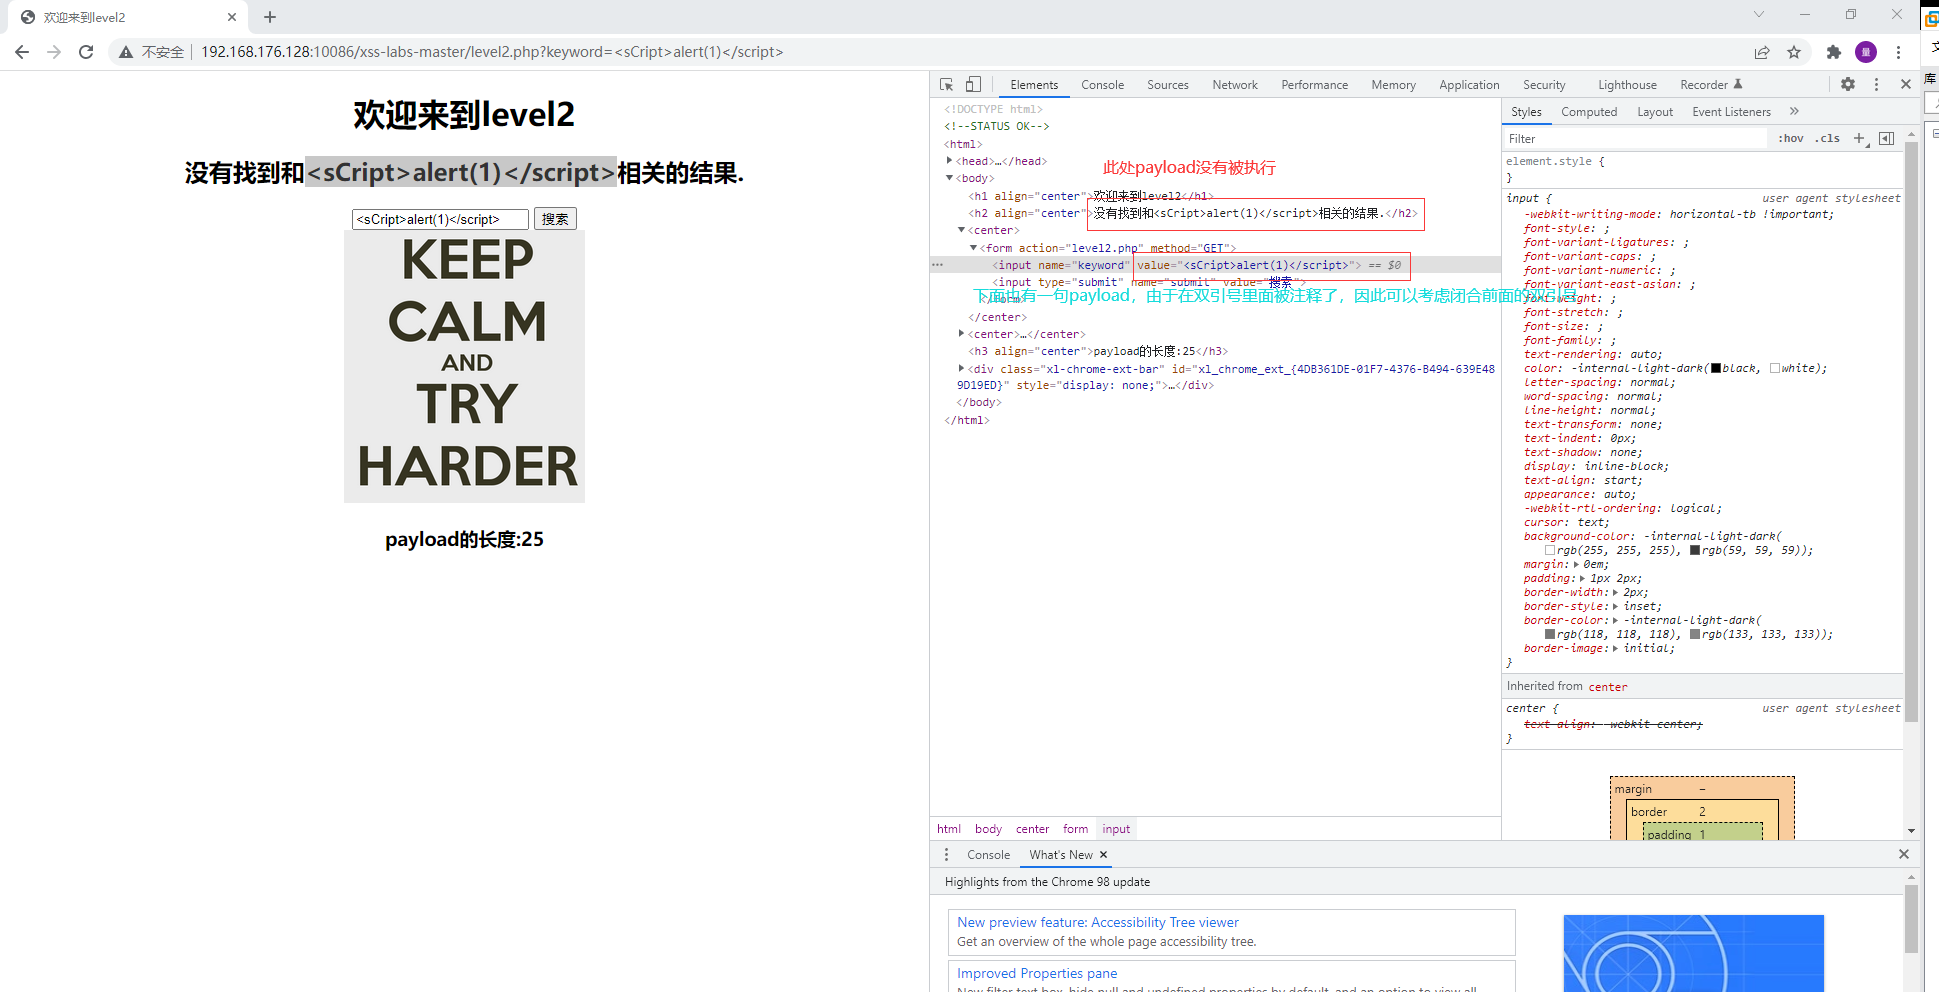 欢迎来到level2
不安全
192.168.176.128:10086/xss-labs-master/level2.php?keyword=<sCript>alert(1)</script>
量
库
欢迎来到level2
没有找到和<sCript>alert(1)</script>相关的结果.
<sCript>alert(1)</script> 搜索
KEEP
CALM
AND
TRY
HARDER
payload的长度:25
Elements Console Sources Network Performance Memory Application Security Lighthouse Recorder
<!DOCTYPE html>
<!--STATUS OK-->
<html>
<head>…</head>
此处payload没有被执行
<body>
<h1 align="center">欢迎来到level2</h1>
<h2 align="center">没有找到和<sCript>alert(1)</script>相关的结果.</h2>
<center>
<form action="level2.php" method="GET">
<input name="keyword" value="<sCript>alert(1)</script>"> == $0
<input type="submit" name="submit" value="搜索">
下面也有一句payload，由于在双引号里面被注释了，因此可以考虑闭合前面的双引号
</form>
</center>
<center>…</center>
<h3 align="center">payload的长度:25</h3>
<div class="xl-chrome-ext-bar" id="xl_chrome_ext_{4DB361DE-01F7-4376-B494-639E48
9D19ED}" style="display: none;">…</div>
</body>
</html>
html body center form input
Styles Computed Layout Event Listeners
Filter :hov .cls
element.style {
}
input { user agent stylesheet
-webkit-writing-mode: horizontal-tb !important;
font-style: ;
font-variant-ligatures: ;
font-variant-caps: ;
font-variant-numeric: ;
font-variant-east-asian: ;
font-weight: ;
font-stretch: ;
font-size: ;
font-family: ;
text-rendering: auto;
color: -internal-light-dark(black, white);
letter-spacing: normal;
word-spacing: normal;
line-height: normal;
text-transform: none;
text-indent: 0px;
text-shadow: none;
display: inline-block;
text-align: start;
appearance: auto;
-webkit-rtl-ordering: logical;
cursor: text;
background-color: -internal-light-dark(
rgb(255, 255, 255), rgb(59, 59, 59));
margin: 0em;
padding: 1px 2px;
border-width: 2px;
border-style: inset;
border-color: -internal-light-dark(
rgb(118, 118, 118), rgb(133, 133, 133));
border-image: initial;
}
Inherited from center
center { user agent stylesheet
text-align: -webkit-center;
}
margin –
border 2
padding 1
Console What's New
Highlights from the Chrome 98 update
New preview feature: Accessibility Tree viewer
Get an overview of the whole page accessibility tree.
Improved Properties pane
New filter text box, hide null and undefined properties by default, and an option to view all